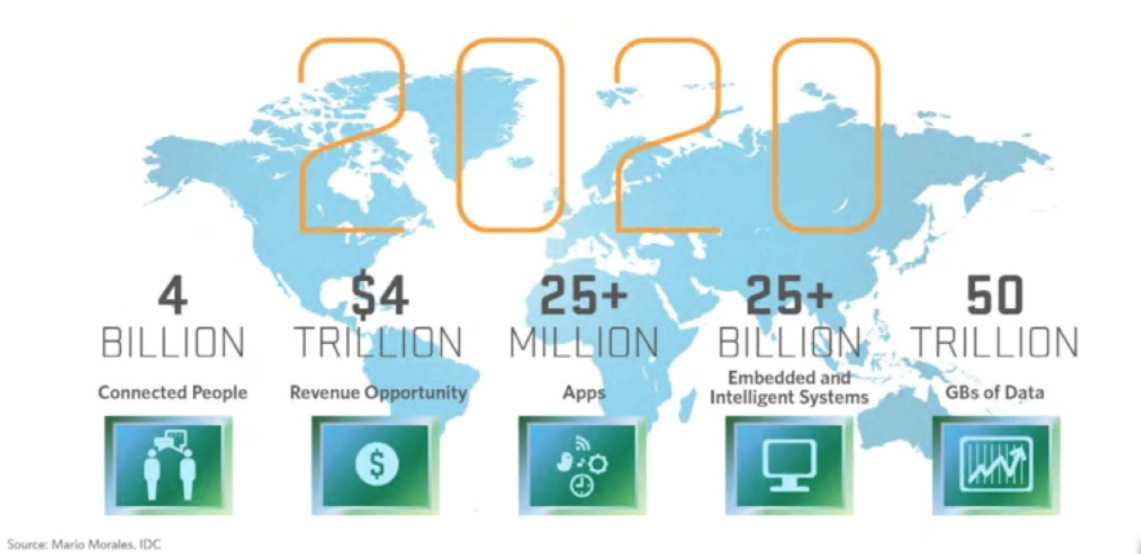 2020
4
BILLION
Connected People
$4
TRILLION
Revenue Opportunity
25+
MILLION
Apps
25+
BILLION
Embedded and
Intelligent Systems
50
TRILLION
GBs of Data
$
Source: Mario Morales, IDC